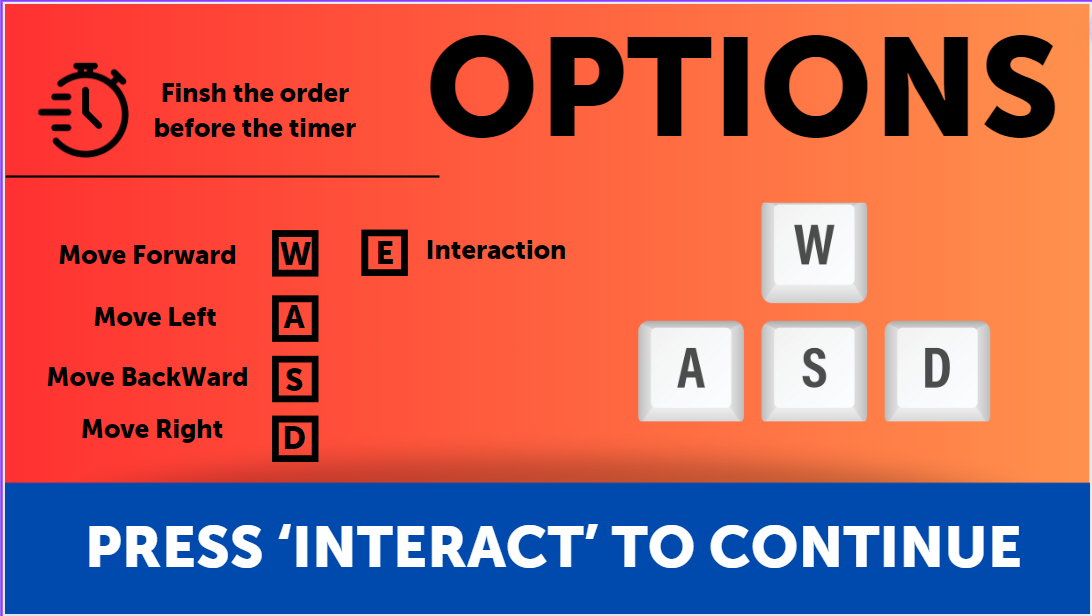 OPTIONS
Finsh the order
before the timer
Move Forward W E Interaction
Move Left A
Move BackWard S
Move Right D
W
A S D
PRESS ‘INTERACT’ TO CONTINUE